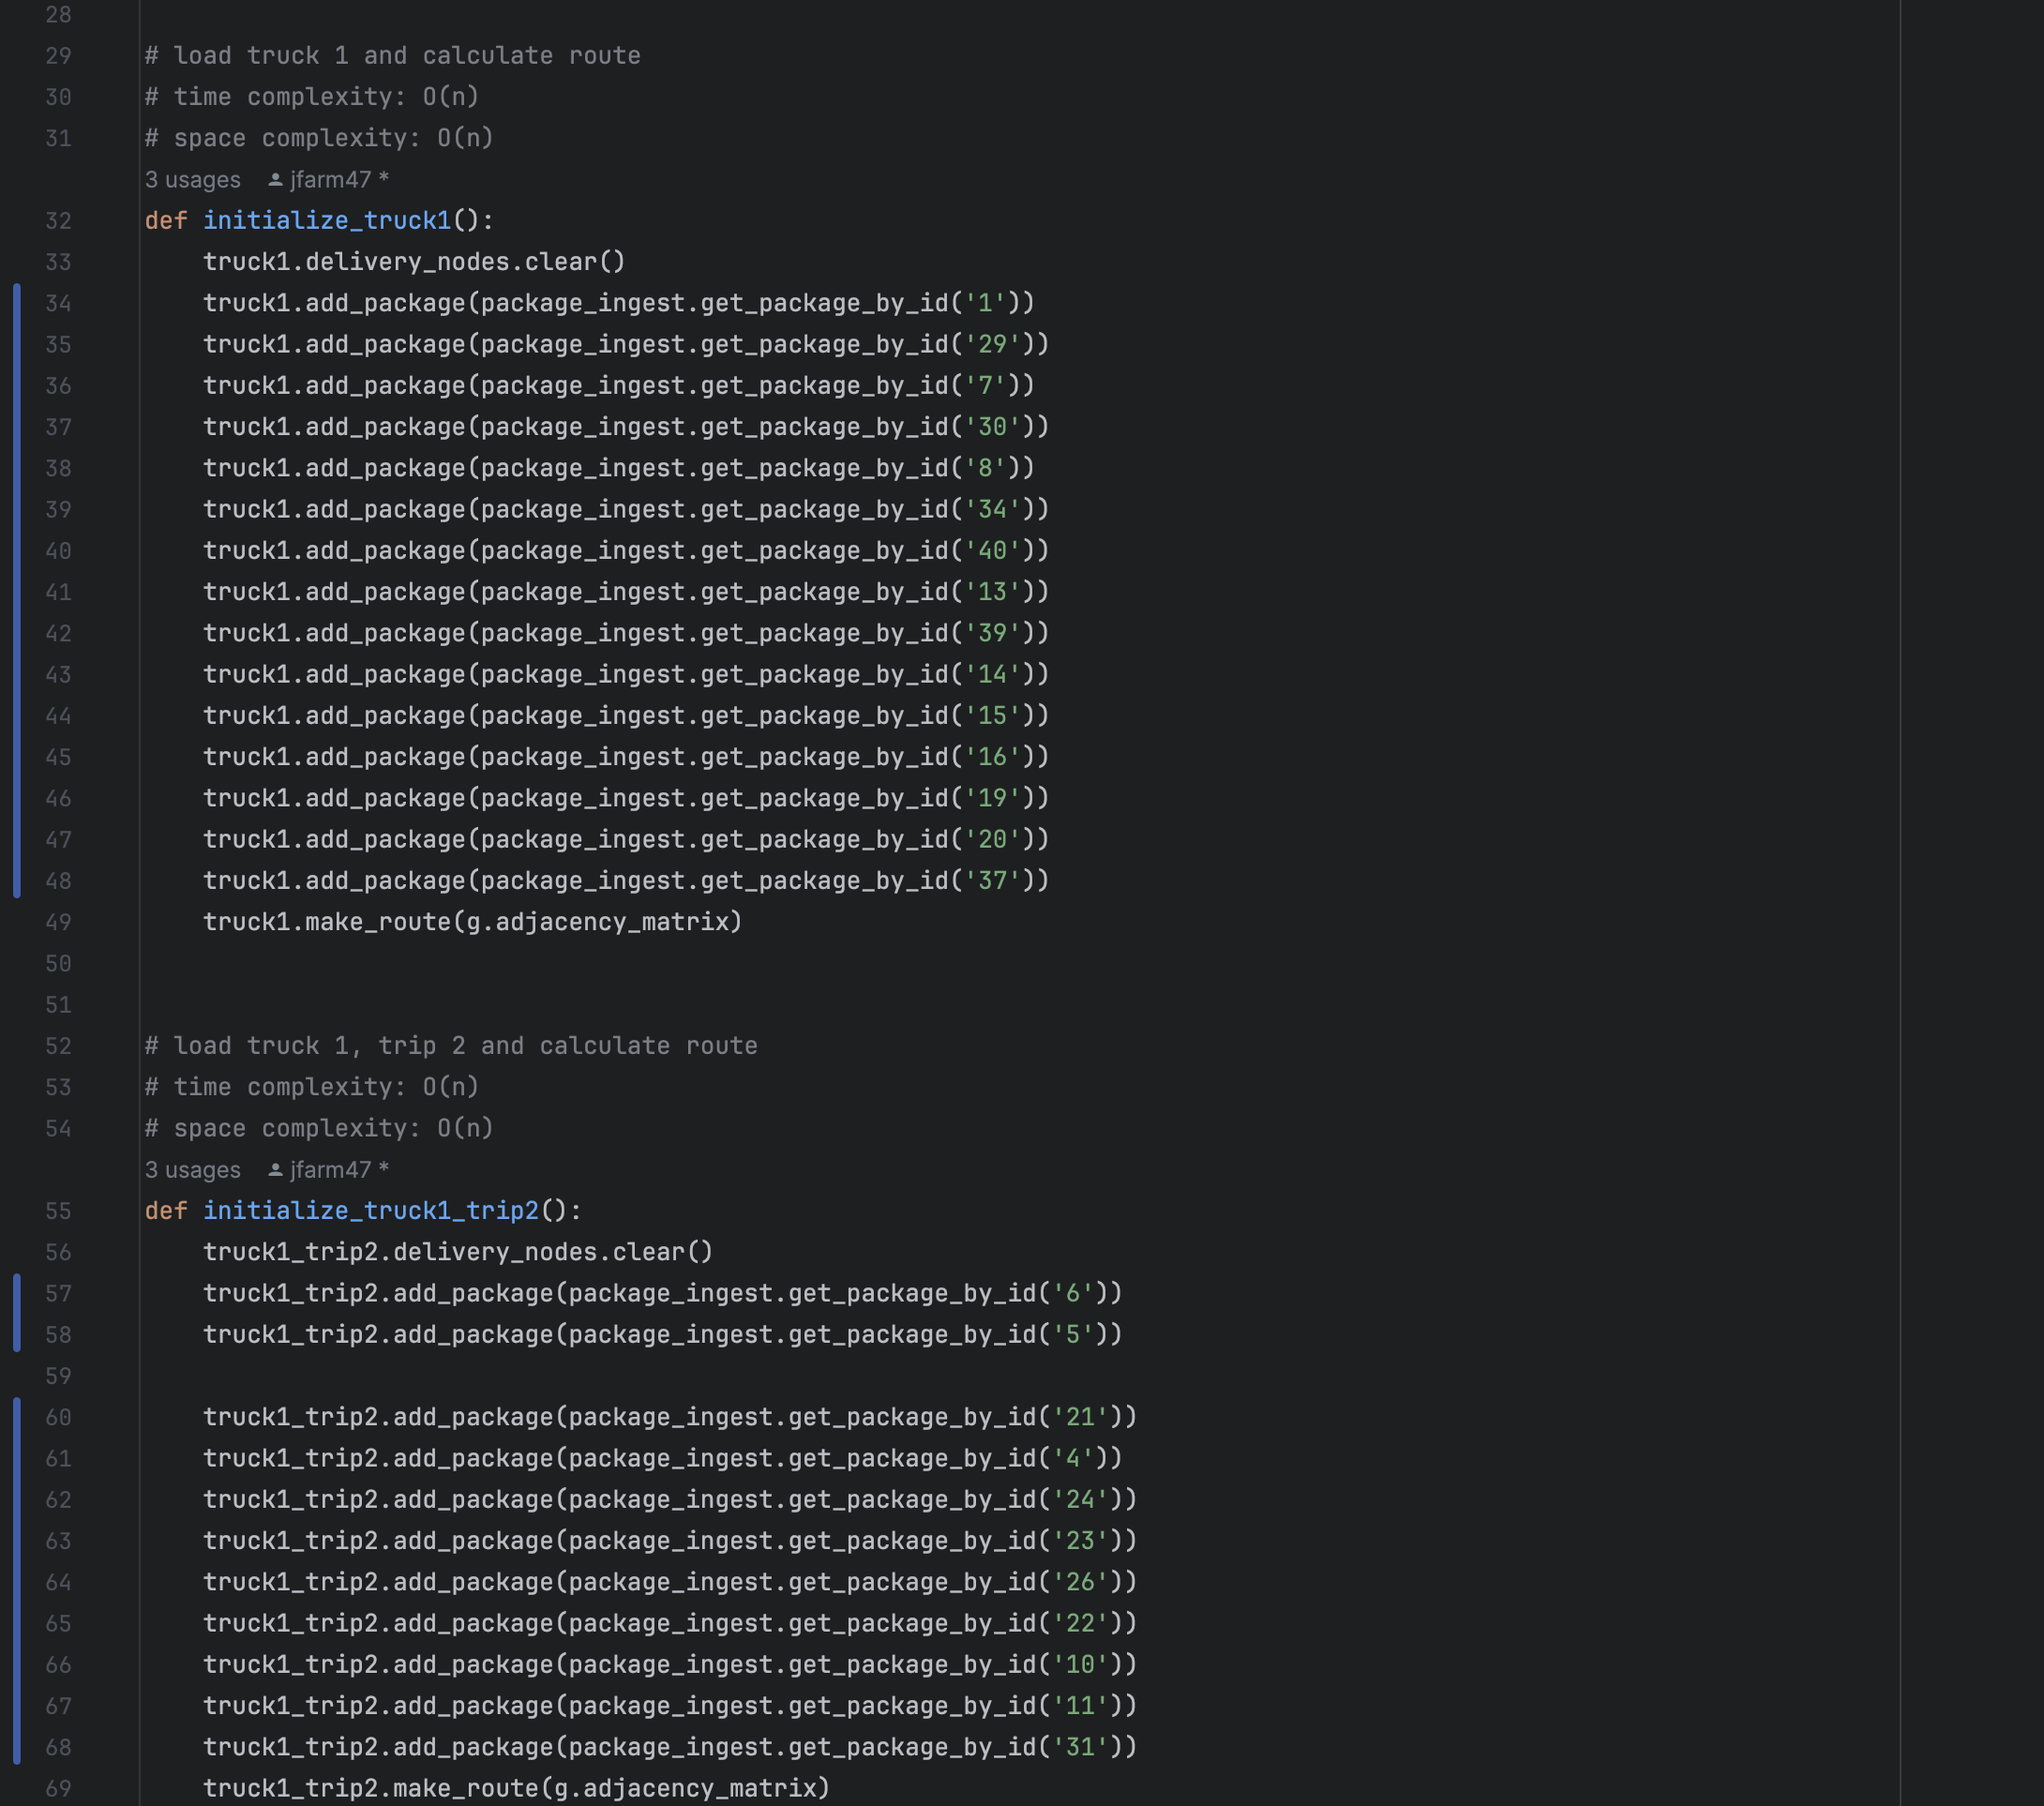 28
29 # load truck 1 and calculate route
30 # time complexity: O(n)
31 # space complexity: O(n)
3 usages jfarm47 *
32 def initialize_truck1():
33     truck1.delivery_nodes.clear()
34     truck1.add_package(package_ingest.get_package_by_id('1'))
35     truck1.add_package(package_ingest.get_package_by_id('29'))
36     truck1.add_package(package_ingest.get_package_by_id('7'))
37     truck1.add_package(package_ingest.get_package_by_id('30'))
38     truck1.add_package(package_ingest.get_package_by_id('8'))
39     truck1.add_package(package_ingest.get_package_by_id('34'))
40     truck1.add_package(package_ingest.get_package_by_id('40'))
41     truck1.add_package(package_ingest.get_package_by_id('13'))
42     truck1.add_package(package_ingest.get_package_by_id('39'))
43     truck1.add_package(package_ingest.get_package_by_id('14'))
44     truck1.add_package(package_ingest.get_package_by_id('15'))
45     truck1.add_package(package_ingest.get_package_by_id('16'))
46     truck1.add_package(package_ingest.get_package_by_id('19'))
47     truck1.add_package(package_ingest.get_package_by_id('20'))
48     truck1.add_package(package_ingest.get_package_by_id('37'))
49     truck1.make_route(g.adjacency_matrix)
50
51
52 # load truck 1, trip 2 and calculate route
53 # time complexity: O(n)
54 # space complexity: O(n)
3 usages jfarm47 *
55 def initialize_truck1_trip2():
56     truck1_trip2.delivery_nodes.clear()
57     truck1_trip2.add_package(package_ingest.get_package_by_id('6'))
58     truck1_trip2.add_package(package_ingest.get_package_by_id('5'))
59
60     truck1_trip2.add_package(package_ingest.get_package_by_id('21'))
61     truck1_trip2.add_package(package_ingest.get_package_by_id('4'))
62     truck1_trip2.add_package(package_ingest.get_package_by_id('24'))
63     truck1_trip2.add_package(package_ingest.get_package_by_id('23'))
64     truck1_trip2.add_package(package_ingest.get_package_by_id('26'))
65     truck1_trip2.add_package(package_ingest.get_package_by_id('22'))
66     truck1_trip2.add_package(package_ingest.get_package_by_id('10'))
67     truck1_trip2.add_package(package_ingest.get_package_by_id('11'))
68     truck1_trip2.add_package(package_ingest.get_package_by_id('31'))
69     truck1_trip2.make_route(g.adjacency_matrix)